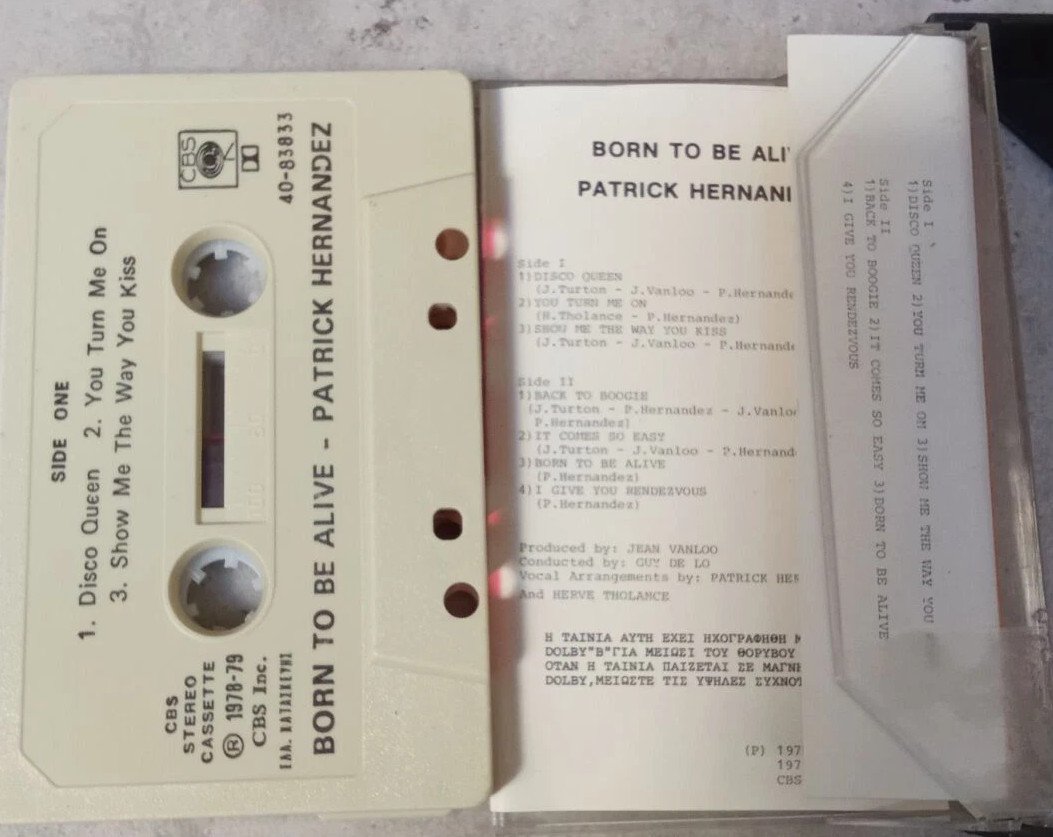 SIDE ONE
1. Disco Queen 2. You Turn Me On
3. Show Me The Way You Kiss
CBS
CBS
STEREO
CASSETTE
℗ 1978-79
CBS Inc.
ΕΛΛ. ΚΑΤΑΣΚΕΥΗΣ
40-83833
BORN TO BE ALIVE - PATRICK HERNANDEZ
BORN TO BE ALI
PATRICK HERNAN
Side I
1)DISCO QUEEN
(J.Turton - J.Vanloo - P.Hernande
2)YOU TURN ME ON
(H.Tholance - P.Hernandez)
3)SHOW ME THE WAY YOU KISS
(J.Turton - J.Vanloo - P.Hernand
Side II
1)BACK TO BOOGIE
(J.Turton - P.Hernandez - J.Vanloo
P.Hernandez)
2)IT COMES SO EASY
(J.Turton - J.Vanloo - P.Hernand
3)BORN TO BE ALIVE
(P.Hernandez)
4)I GIVE YOU RENDEZVOUS
(P.Hernandez)
Produced by: JEAN VANLOO
Conducted by: GUY DE LO
Vocal Arrangements by: PATRICK HER
And HERVE THOLANCE
Η ΤΑΙΝΙΑ ΑΥΤΗ ΕΧΕΙ ΗΧΟΓΡΑΦΗΘΗ Μ
DOLBY"B"ΓΙΑ ΜΕΙΩΣΙ ΤΟΥ ΘΟΡΥΒΟΥ
ΟΤΑΝ Η ΤΑΙΝΙΑ ΠΑΙΖΕΤΑΙ ΣΕ ΜΑΓΝΗ
DOLBY,ΜΕΙΩΣΤΕ ΤΙΣ ΥΨΗΛΕΣ ΣΥΧΝΟΤ
(P) 197
197
CBS
Side I
1)DISCO QUEEN 2)YOU TURN ME ON 3)SHOW ME THE WAY YOU
Side II
1)BACK TO BOOGIE 2)IT COMES SO EASY 3)BORN TO BE ALIVE
4)I GIVE YOU RENDEZVOUS